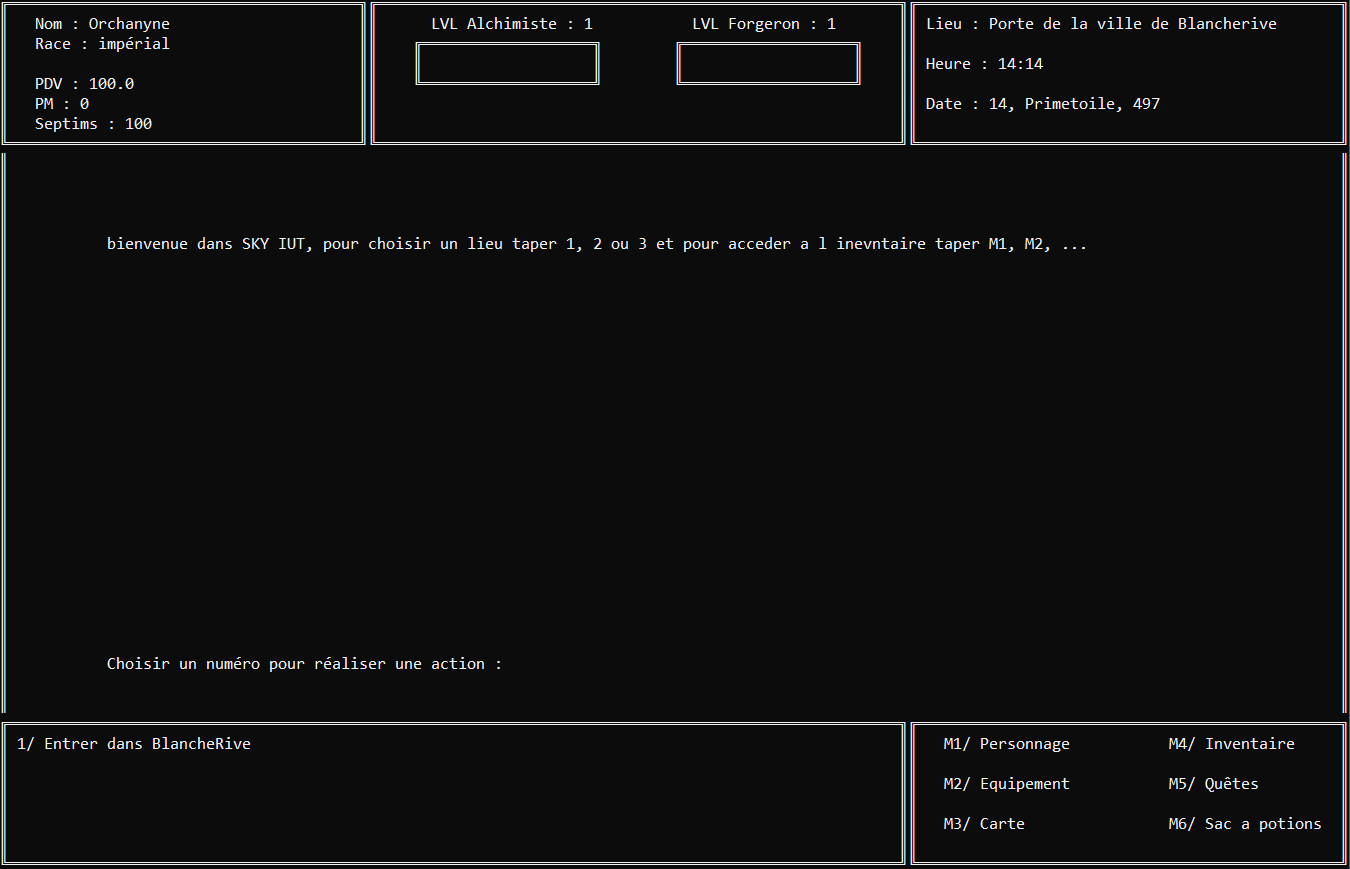 Nom : Orchanyne
Race : impérial
PDV : 100.0
PM : 0
Septims : 100
LVL Alchimiste : 1
LVL Forgeron : 1
Lieu : Porte de la ville de Blancherive
Heure : 14:14
Date : 14, Primetoile, 497
bienvenue dans SKY IUT, pour choisir un lieu taper 1, 2 ou 3 et pour acceder a l inevntaire taper M1, M2, ...
Choisir un numéro pour réaliser une action :
1/ Entrer dans BlancheRive
M1/ Personnage
M4/ Inventaire
M2/ Equipement
M5/ Quêtes
M3/ Carte
M6/ Sac a potions